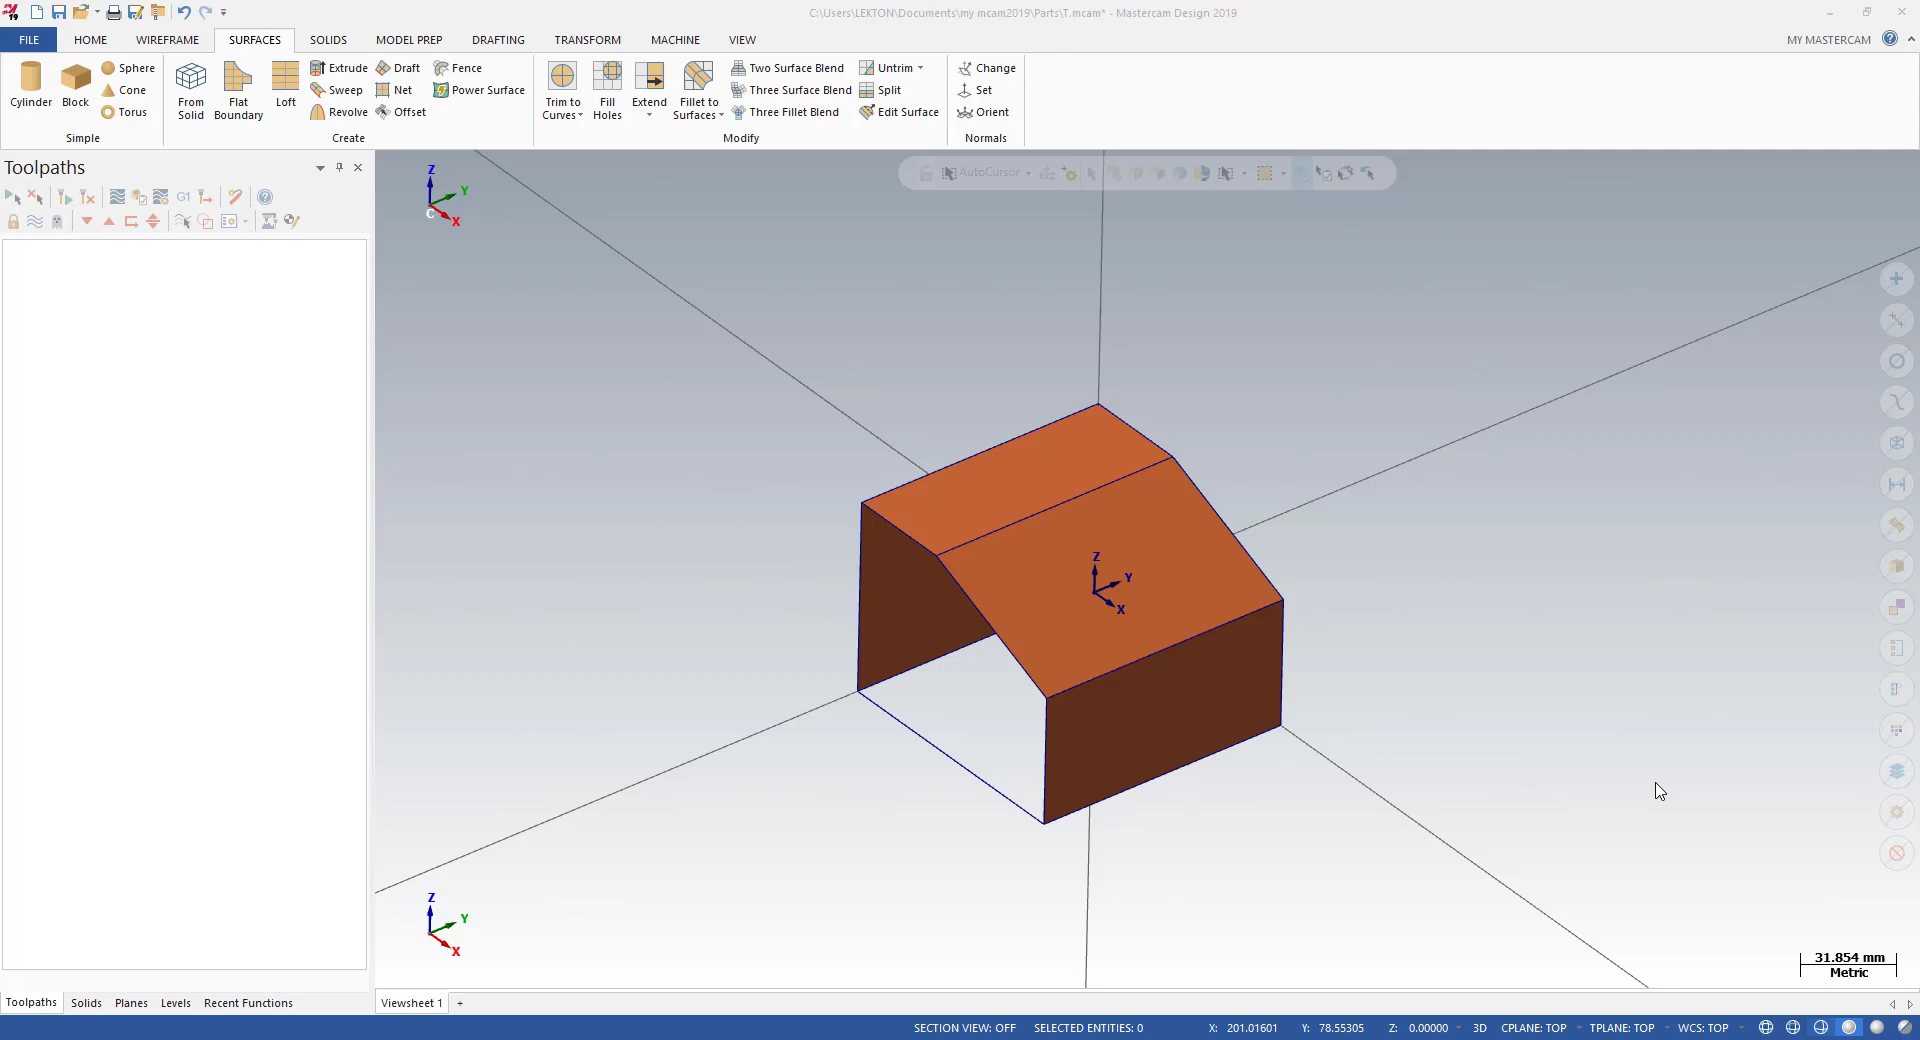 C:\Users\LEKTON\Documents\my mcam2019\Parts\T.mcam* - Mastercam Design 2019
FILE HOME WIREFRAME SURFACES SOLIDS MODEL PREP DRAFTING TRANSFORM MACHINE VIEW MY MASTERCAM
Cylinder Block Sphere Cone Torus
Simple
From Solid Flat Boundary Loft Extrude Sweep Revolve Draft Net Offset Fence Power Surface
Create
Trim to Curves Fill Holes Extend Fillet to Surfaces Two Surface Blend Three Surface Blend Three Fillet Blend Untrim Split Edit Surface
Modify
Change Set Orient
Normals
Toolpaths
G1
AutoCursor
XYZ
Z
Y
C
X
Z
Y
X
Z
Y
X
31.854 mm
Metric
Toolpaths Solids Planes Levels Recent Functions
Viewsheet 1 +
SECTION VIEW: OFF SELECTED ENTITIES: 0 X: 201.01601 Y: 78.55305 Z: 0.00000 3D CPLANE: TOP TPLANE: TOP WCS: TOP